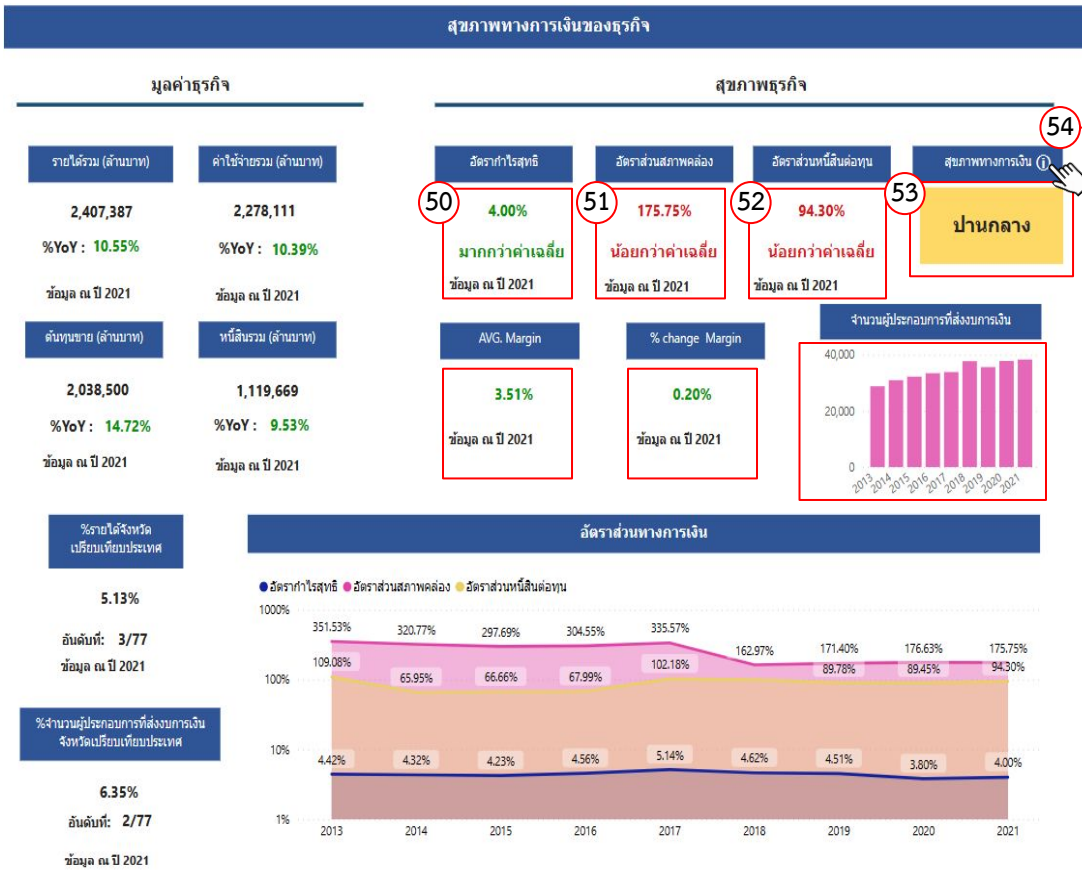 สุขภาพทางการเงินของธุรกิจ
มูลค่าธุรกิจ
สุขภาพธุรกิจ
54
รายได้รวม (ล้านบาท)
ค่าใช้จ่ายรวม (ล้านบาท)
อัตรากำไรสุทธิ
อัตราส่วนสภาพคล่อง
อัตราส่วนหนี้สินต่อทุน
สุขภาพทางการเงิน
50
51
52
53
2,407,387
2,278,111
4.00%
175.75%
94.30%
ปานกลาง
%YoY : 10.55%
%YoY : 10.39%
มากกว่าค่าเฉลี่ย
น้อยกว่าค่าเฉลี่ย
น้อยกว่าค่าเฉลี่ย
ข้อมูล ณ ปี 2021
ข้อมูล ณ ปี 2021
ข้อมูล ณ ปี 2021
ข้อมูล ณ ปี 2021
ข้อมูล ณ ปี 2021
ต้นทุนขาย (ล้านบาท)
หนี้สินรวม (ล้านบาท)
AVG. Margin
% change Margin
จำนวนผู้ประกอบการที่ส่งงบการเงิน
2,038,500
1,119,669
3.51%
0.20%
%YoY : 14.72%
%YoY : 9.53%
ข้อมูล ณ ปี 2021
ข้อมูล ณ ปี 2021
ข้อมูล ณ ปี 2021
ข้อมูล ณ ปี 2021
40,000
20,000
0
2013 2014 2015 2016 2017 2018 2019 2020 2021
%รายได้จังหวัด
เปรียบเทียบประเทศ
5.13%
อันดับที่: 3/77
ข้อมูล ณ ปี 2021
%จำนวนผู้ประกอบการที่ส่งงบการเงิน
จังหวัดเปรียบเทียบประเทศ
6.35%
อันดับที่: 2/77
ข้อมูล ณ ปี 2021
อัตราส่วนทางการเงิน
อัตรากำไรสุทธิ อัตราส่วนสภาพคล่อง อัตราส่วนหนี้สินต่อทุน
1000%
351.53% 320.77% 297.69% 304.55% 335.57% 162.97% 171.40% 176.63% 175.75%
109.08% 65.95% 66.66% 67.99% 102.18% 89.78% 89.45% 94.30%
100%
10%
4.42% 4.32% 4.23% 4.56% 5.14% 4.62% 4.51% 3.80% 4.00%
1%
2013 2014 2015 2016 2017 2018 2019 2020 2021